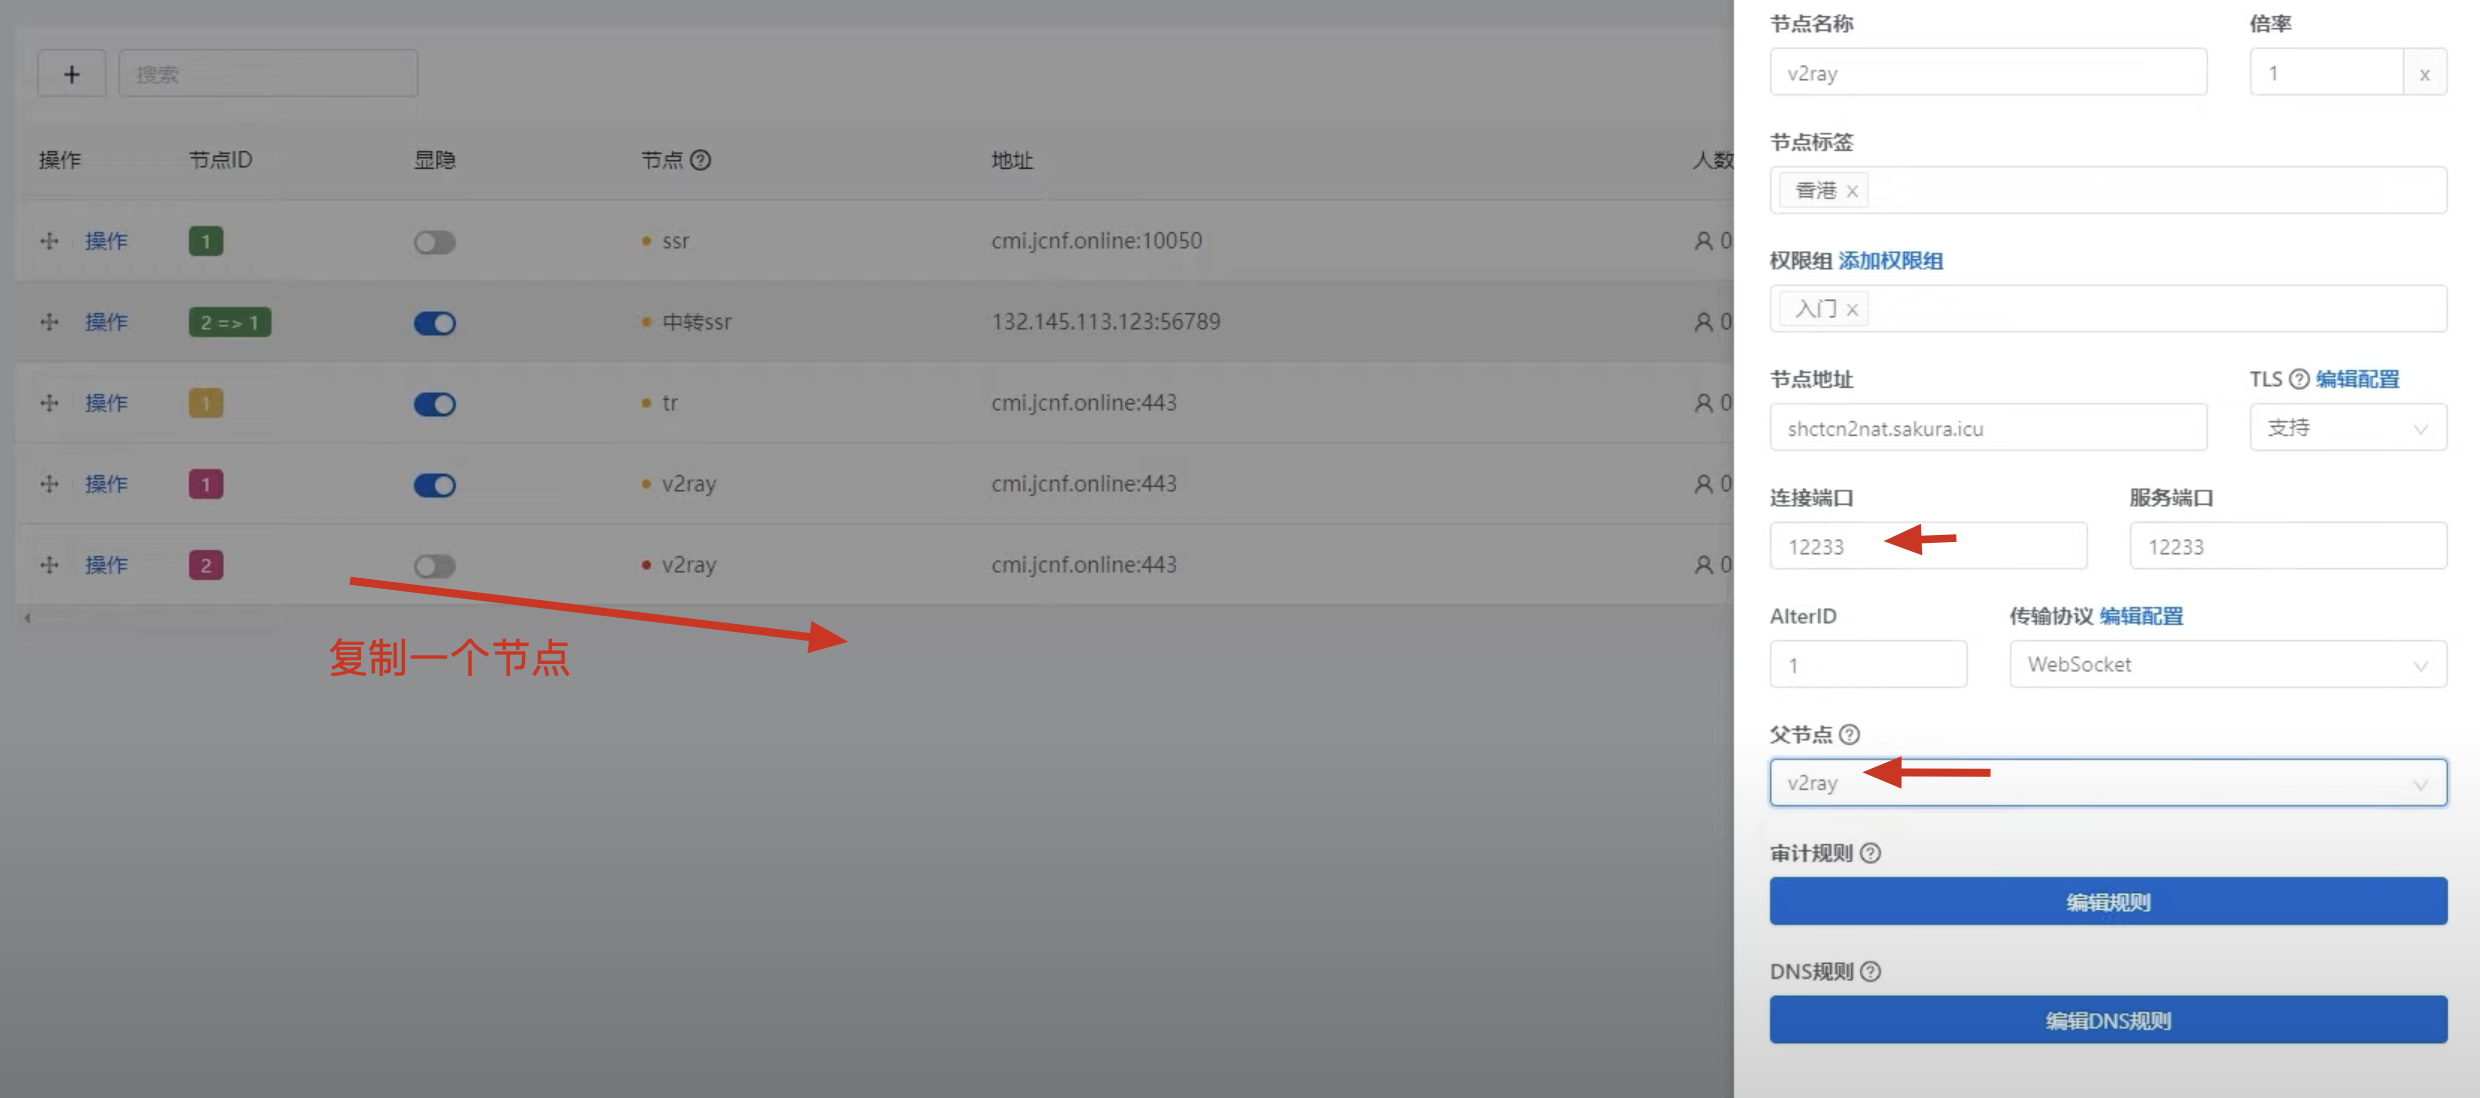 + 搜索
操作 节点ID 显隐 节点 地址 人数
操作 1 ssr cmi.jcnf.online:10050 0
操作 2 => 1 中转ssr 132.145.113.123:56789 0
操作 1 tr cmi.jcnf.online:443 0
操作 1 v2ray cmi.jcnf.online:443 0
操作 2 v2ray cmi.jcnf.online:443 0
复制一个节点
节点名称 倍率
v2ray 1 x
节点标签
香港 x
权限组 添加权限组
入门 x
节点地址 TLS 编辑配置
shctcn2nat.sakura.icu 支持
连接端口 服务端口
12233 12233
AlterID 传输协议 编辑配置
1 WebSocket
父节点
v2ray
审计规则
编辑规则
DNS规则
编辑DNS规则